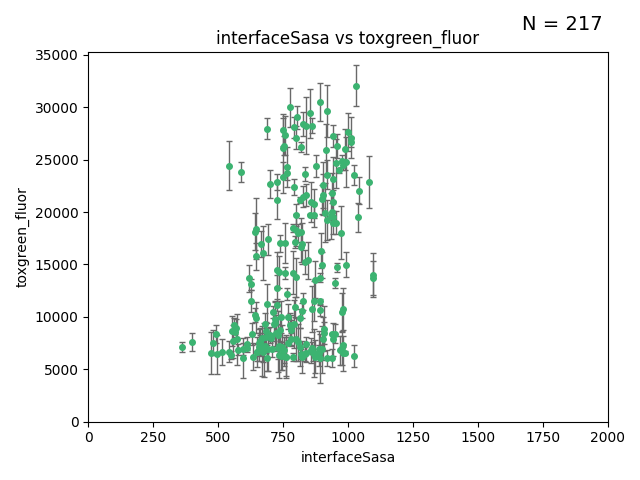 N = 217
interfaceSasa vs toxgreen_fluor
35000
30000
25000
20000
15000
10000
5000
0
toxgreen_fluor
0 250 500 750 1000 1250 1500 1750 2000
interfaceSasa